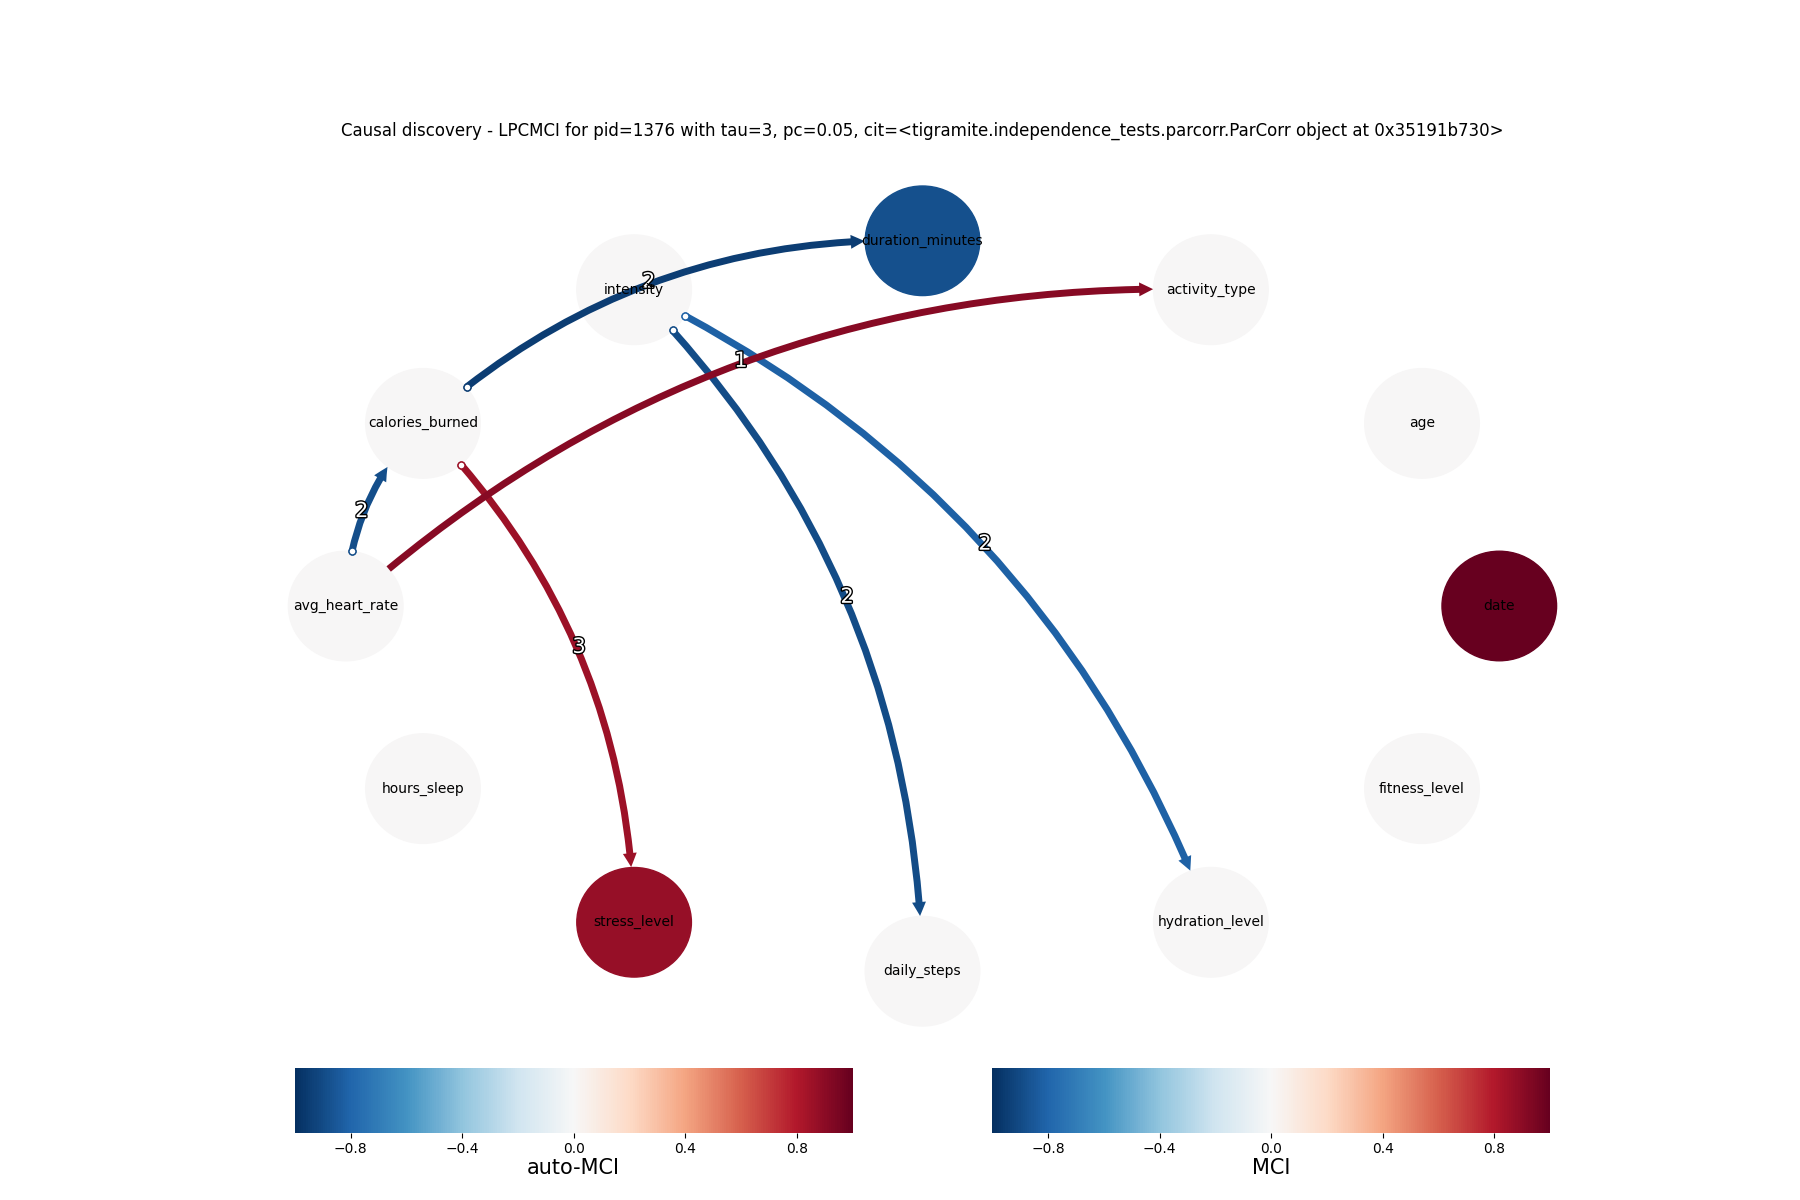 Causal discovery - LPCMCI for pid=1376 with tau=3, pc=0.05, cit=<tigramite.independence_tests.parcorr.ParCorr object at 0x35191b730>
duration_minutes
2
intensity
activity_type
1
calories_burned
age
2
2
avg_heart_rate
date
2
3
hours_sleep
fitness_level
stress_level
hydration_level
daily_steps
−0.8 −0.4 0.0 0.4 0.8
auto-MCI
−0.8 −0.4 0.0 0.4 0.8
MCI